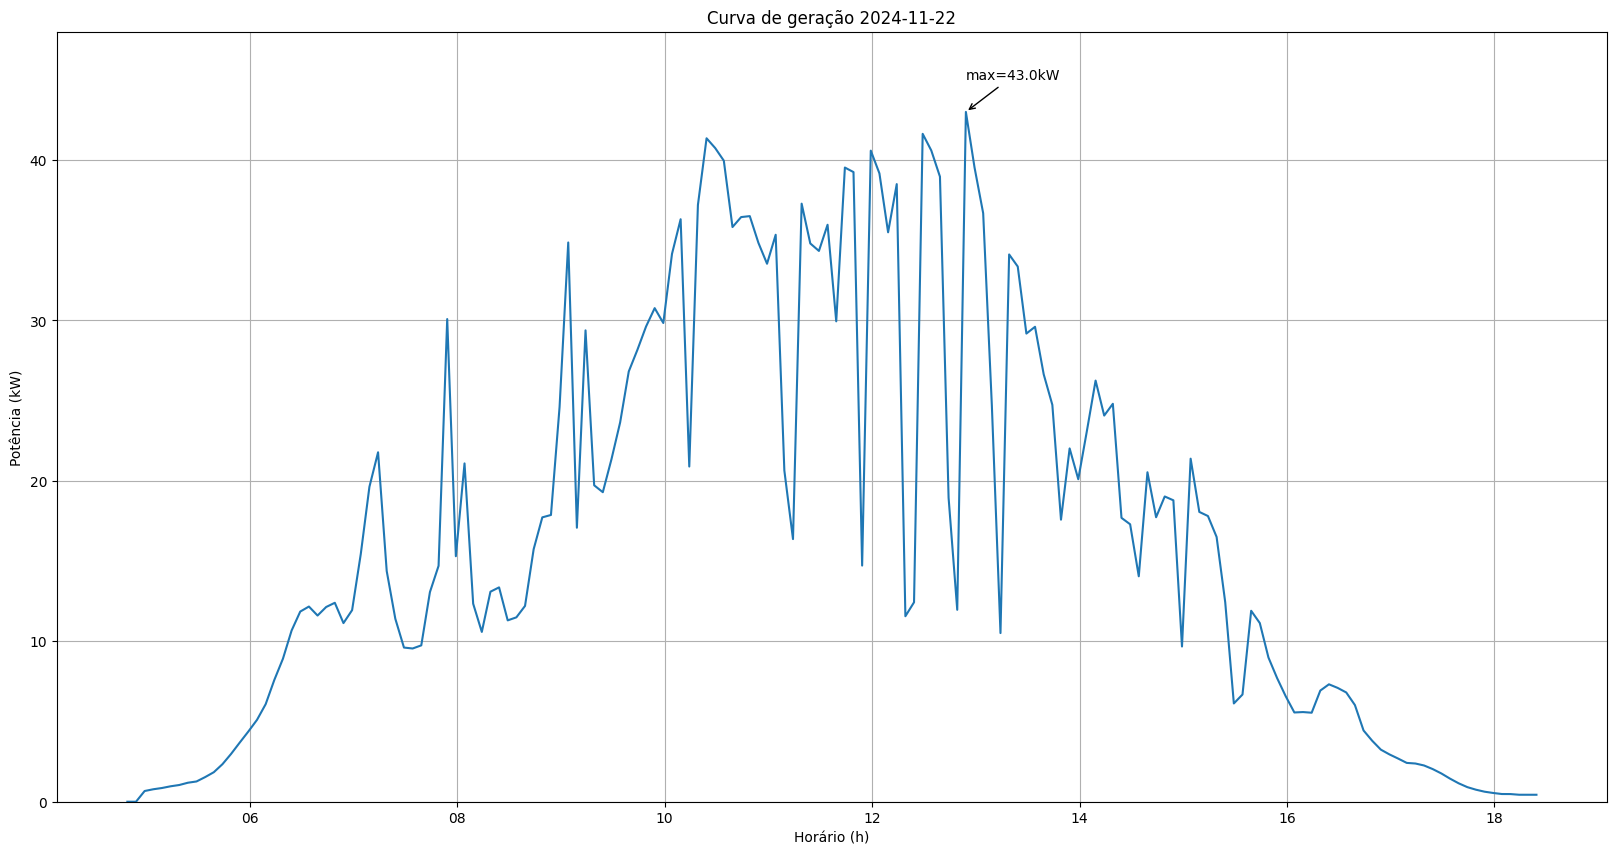 Curva de geração 2024-11-22
max=43.0kW
Potência (kW)
40
30
20
10
0
06 08 10 12 14 16 18
Horário (h)